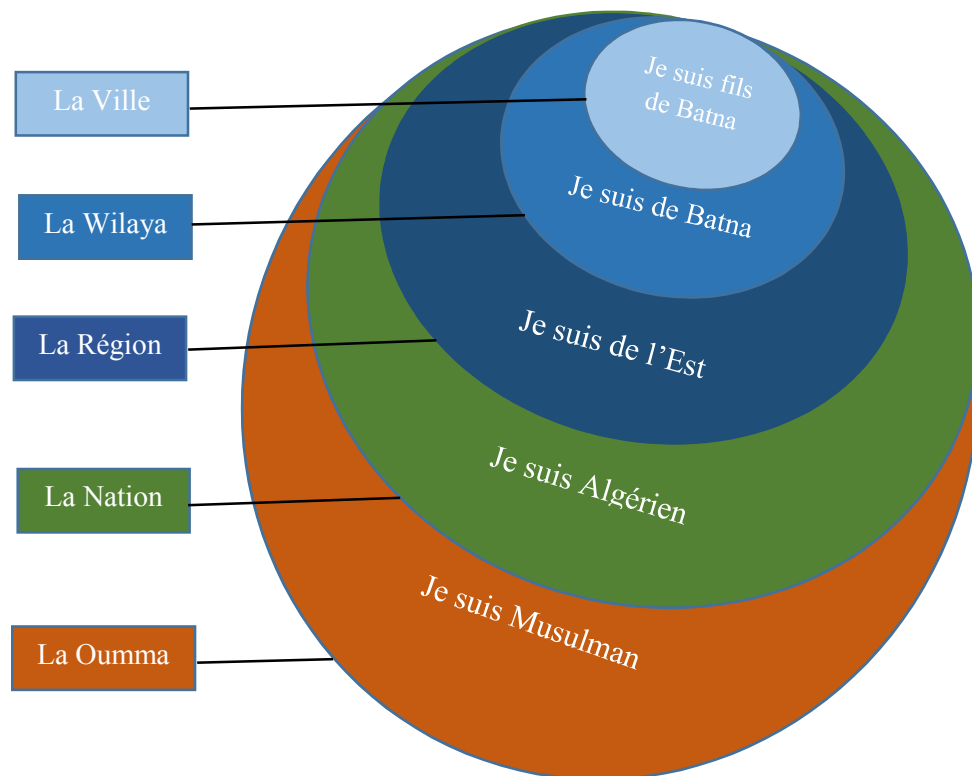 La Ville
La Wilaya
La Région
La Nation
La Oumma
Je suis fils
de Batna
Je suis de Batna
Je suis de l’Est
Je suis Algérien
Je suis Musulman